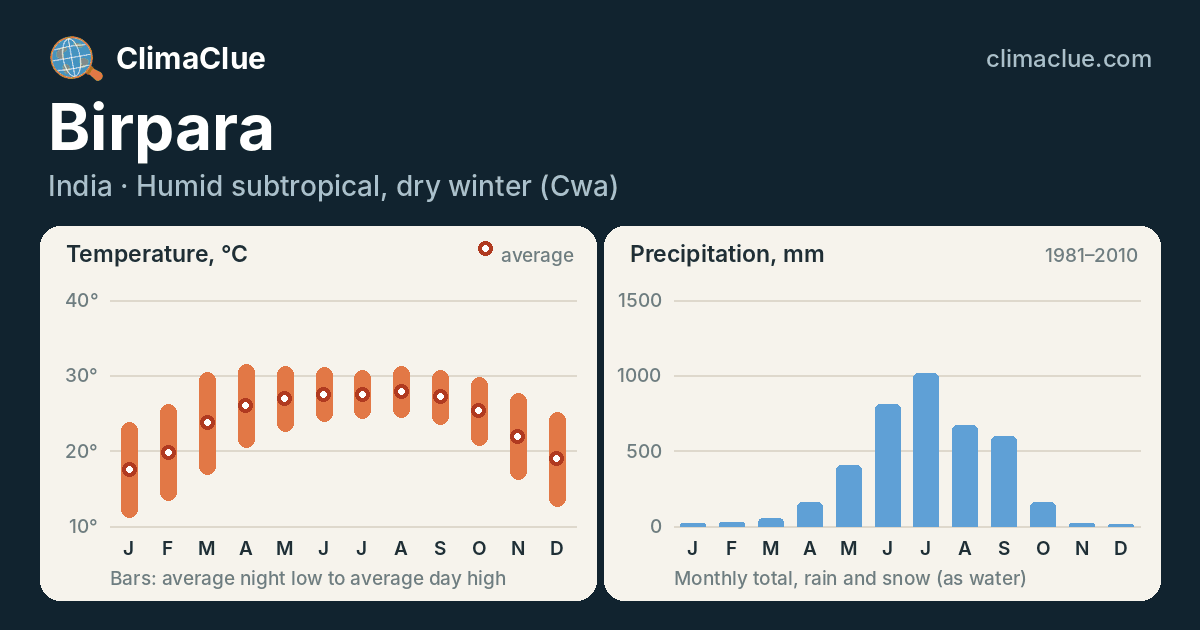 ClimaClue
climaclue.com
Birpara
India · Humid subtropical, dry winter (Cwa)
Temperature, °C
average
40°
30°
20°
10°
J F M A M J J A S O N D
Bars: average night low to average day high
Precipitation, mm
1981–2010
1500
1000
500
0
J F M A M J J A S O N D
Monthly total, rain and snow (as water)